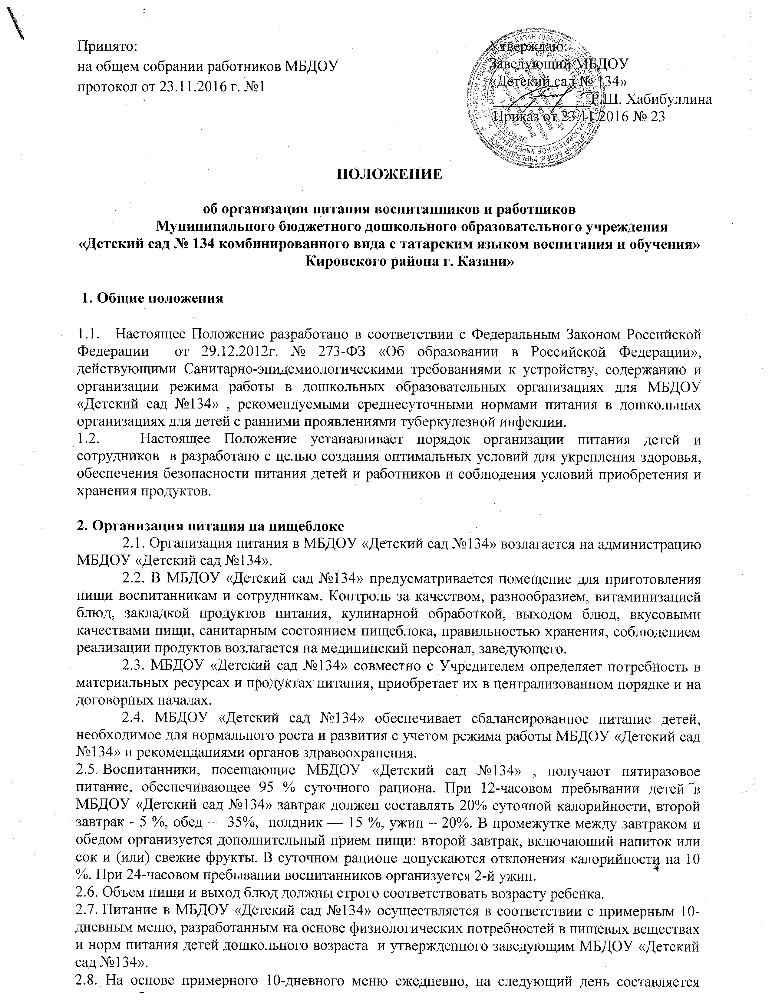 Принято:
на общем собрании работников МБДОУ
протокол от 23.11.2016 г. №1
Утверждаю:
Заведующий МБДОУ
«Детский сад № 134»
Р.Ш. Хабибуллина
Приказ от 23.11.2016 № 23
ПОЛОЖЕНИЕ
об организации питания воспитанников и работников
Муниципального бюджетного дошкольного образовательного учреждения
«Детский сад № 134 комбинированного вида с татарским языком воспитания и обучения»
Кировского района г. Казани»
1. Общие положения
1.1. Настоящее Положение разработано в соответствии с Федеральным Законом Российской
Федерации от 29.12.2012г. № 273-ФЗ «Об образовании в Российской Федерации»,
действующими Санитарно-эпидемиологическими требованиями к устройству, содержанию и
организации режима работы в дошкольных образовательных организациях для МБДОУ
«Детский сад №134» , рекомендуемыми среднесуточными нормами питания в дошкольных
организациях для детей с ранними проявлениями туберкулезной инфекции.
1.2. Настоящее Положение устанавливает порядок организации питания детей и
сотрудников в разработано с целью создания оптимальных условий для укрепления здоровья,
обеспечения безопасности питания детей и работников и соблюдения условий приобретения и
хранения продуктов.
2. Организация питания на пищеблоке
2.1. Организация питания в МБДОУ «Детский сад №134» возлагается на администрацию
МБДОУ «Детский сад №134».
2.2. В МБДОУ «Детский сад №134» предусматривается помещение для приготовления
пищи воспитанникам и сотрудникам. Контроль за качеством, разнообразием, витаминизацией
блюд, закладкой продуктов питания, кулинарной обработкой, выходом блюд, вкусовыми
качествами пищи, санитарным состоянием пищеблока, правильностью хранения, соблюдением
реализации продуктов возлагается на медицинский персонал, заведующего.
2.3. МБДОУ «Детский сад №134» совместно с Учредителем определяет потребность в
материальных ресурсах и продуктах питания, приобретает их в централизованном порядке и на
договорных началах.
2.4. МБДОУ «Детский сад №134» обеспечивает сбалансированное питание детей,
необходимое для нормального роста и развития с учетом режима работы МБДОУ «Детский сад
№134» и рекомендациями органов здравоохранения.
2.5. Воспитанники, посещающие МБДОУ «Детский сад №134» , получают пятиразовое
питание, обеспечивающее 95 % суточного рациона. При 12-часовом пребывании детей в
МБДОУ «Детский сад №134» завтрак должен составлять 20% суточной калорийности, второй
завтрак - 5 %, обед — 35%, полдник — 15 %, ужин – 20%. В промежутке между завтраком и
обедом организуется дополнительный прием пищи: второй завтрак, включающий напиток или
сок и (или) свежие фрукты. В суточном рационе допускаются отклонения калорийности на 10
%. При 24-часовом пребывании воспитанников организуется 2-й ужин.
2.6. Объем пищи и выход блюд должны строго соответствовать возрасту ребенка.
2.7. Питание в МБДОУ «Детский сад №134» осуществляется в соответствии с примерным 10-
дневным меню, разработанным на основе физиологических потребностей в пищевых веществах
и норм питания детей дошкольного возраста и утвержденного заведующим МБДОУ «Детский
сад №134».
2.8. На основе примерного 10-дневного меню ежедневно, на следующий день составляется